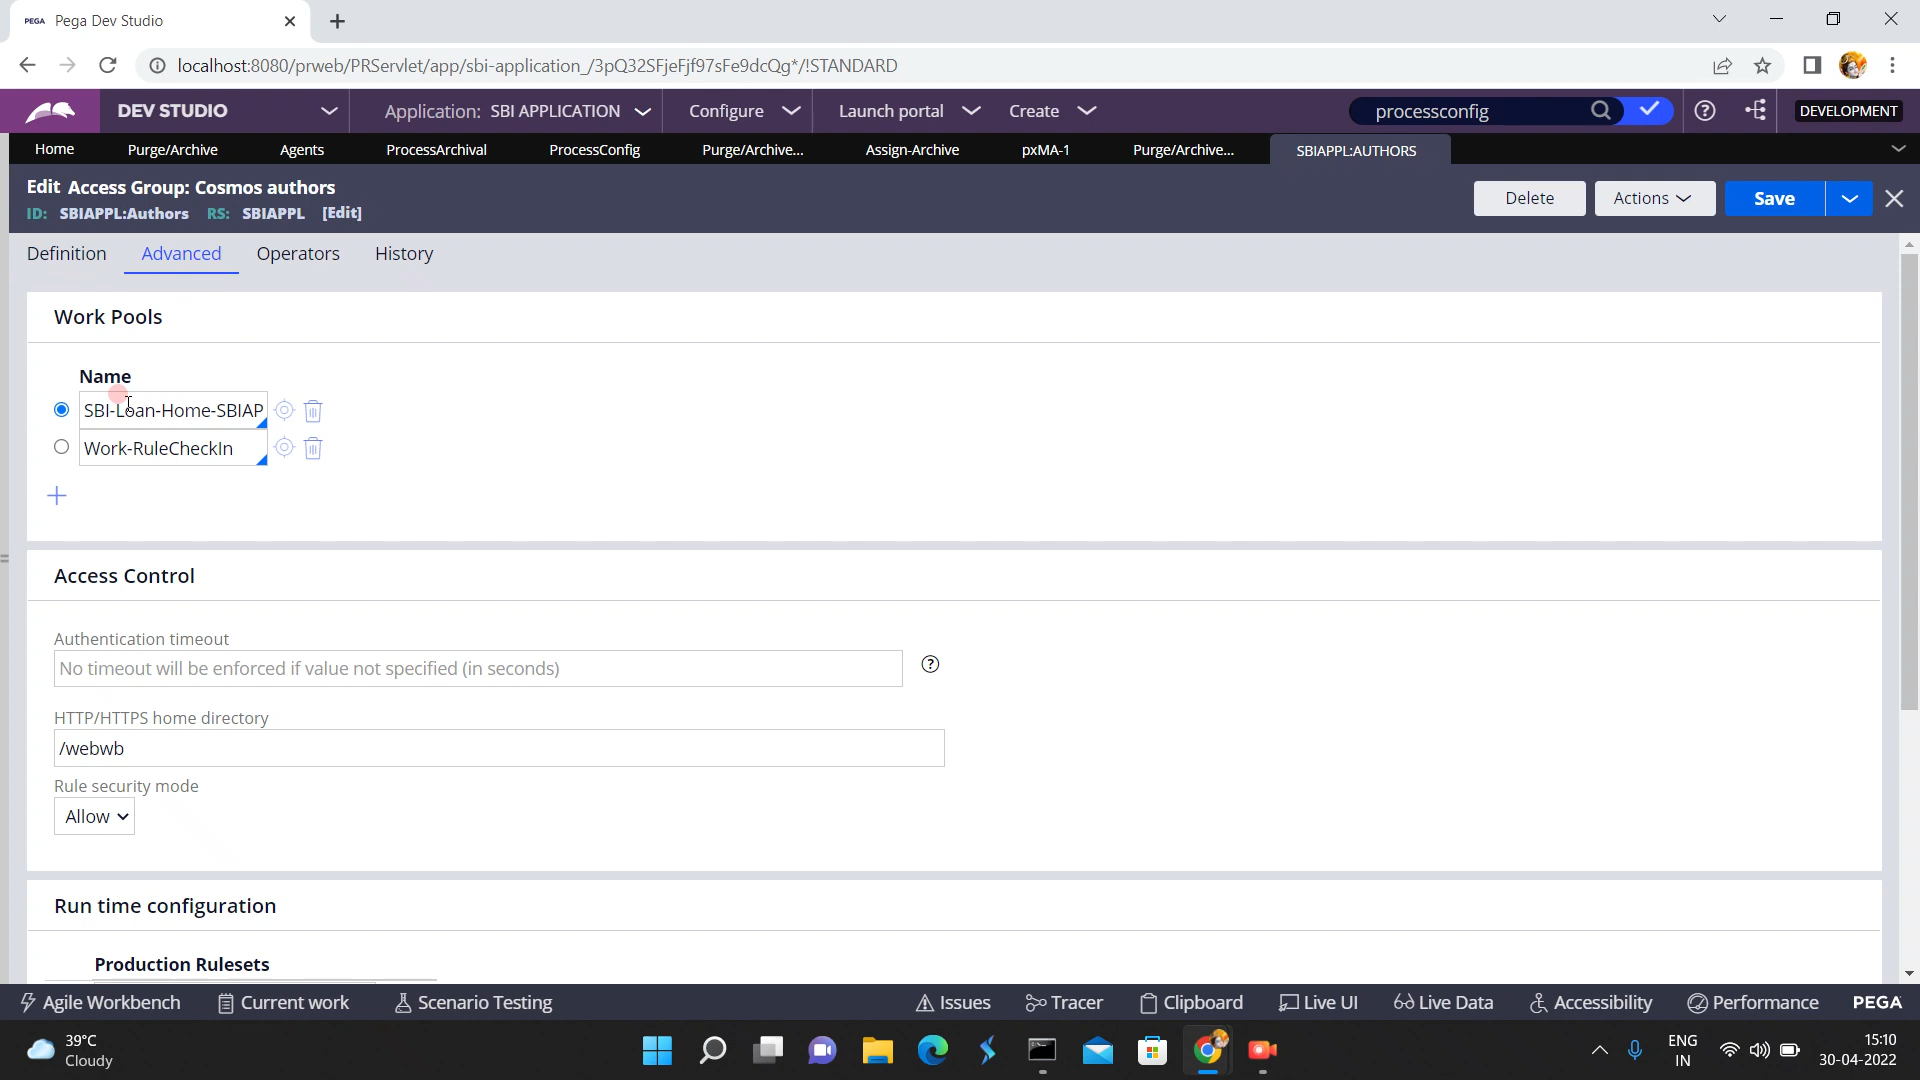 PEGA Pega Dev Studio
localhost:8080/prweb/PRServlet/app/sbi-application_/3pQ32SFjeFjf97sFe9dcQg*/!STANDARD
DEV STUDIO Application: SBI APPLICATION Configure Launch portal Create processconfig DEVELOPMENT
Home Purge/Archive Agents ProcessArchival ProcessConfig Purge/Archive... Assign-Archive pxMA-1 Purge/Archive... SBIAPPL:AUTHORS
Edit Access Group: Cosmos authors
ID: SBIAPPL:Authors RS: SBIAPPL [Edit]
Delete Actions Save
Definition Advanced Operators History
Work Pools
Name
SBI-Loan-Home-SBIAP
Work-RuleCheckIn
Access Control
Authentication timeout
No timeout will be enforced if value not specified (in seconds)
HTTP/HTTPS home directory
/webwb
Rule security mode
Allow
Run time configuration
Production Rulesets
Agile Workbench Current work Scenario Testing Issues Tracer Clipboard Live UI Live Data Accessibility Performance PEGA
39°C
Cloudy
ENG
IN
15:10
30-04-2022